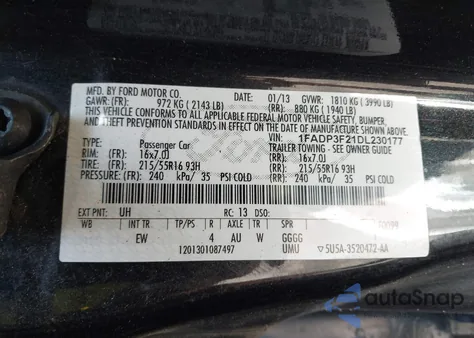 MFD. BY FORD MOTOR CO.
DATE: 01/13 GVWR: 1810 KG (3990 LB)
GAWR: (FR): 972 KG (2143 LB) (RR): 880 KG (1940 LB)
THIS VEHICLE CONFORMS TO ALL APPLICABLE FEDERAL MOTOR VEHICLE SAFETY, BUMPER,
AND THEFT PREVENTION STANDARDS IN EFFECT ON THE DATE OF MANUFACTURE SHOWN ABOVE.
VIN: 1FADP3F21DL230177
TYPE: Passenger Car TRAILER TOWING - SEE OWNER GUIDE
RIM: (FR): 16x7.0J (RR): 16x7.0J
TIRE: (FR): 215/55R16 93H (RR): 215/55R16 93H
PRESSURE: (FR): 240 kPa/ 35 PSI COLD (RR): 240 kPa/ 35 PSI COLD
EXT PNT: UH RC: 13 DSO:
WB INT TR TP/PS R AXLE TR SPR
EW 4 AU W GGGG
1201301087497 UMU 5U5A-3520472-AA
autoSnap